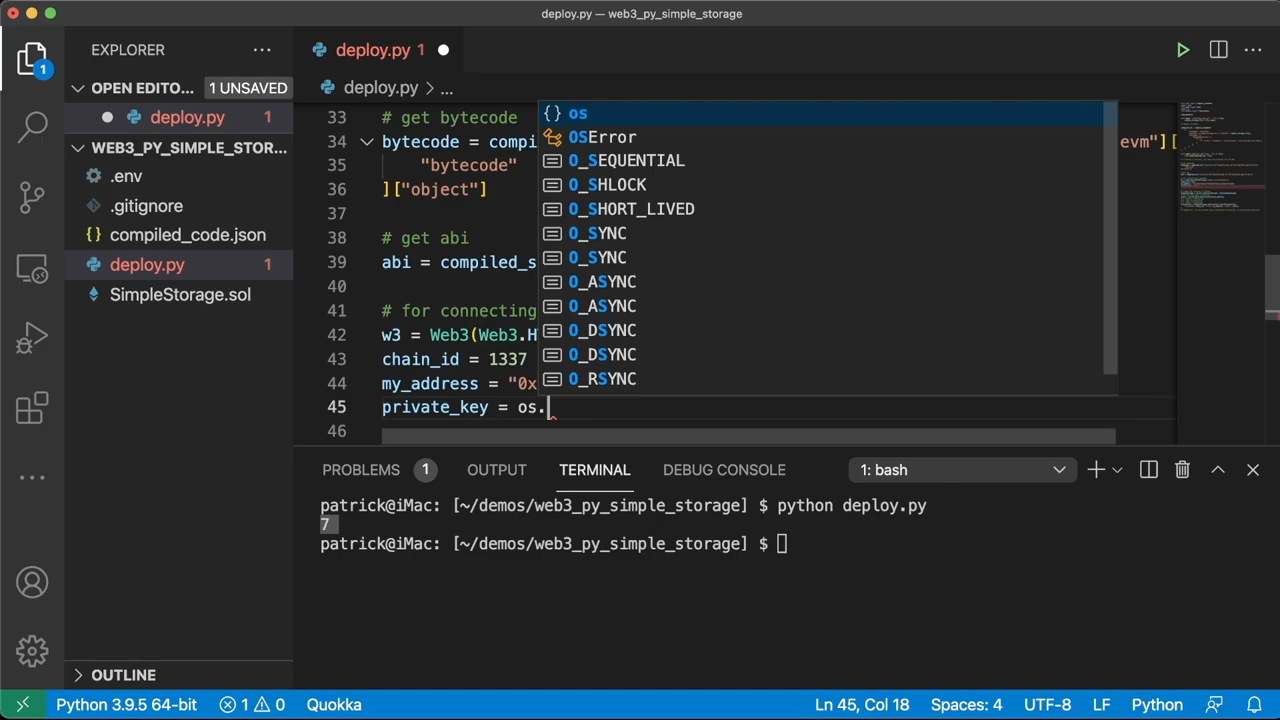 deploy.py — web3_py_simple_storage
1
EXPLORER
OPEN EDITO... 1 UNSAVED
deploy.py 1
WEB3_PY_SIMPLE_STOR...
.env
.gitignore
{} compiled_code.json
deploy.py 1
SimpleStorage.sol
OUTLINE
deploy.py 1
deploy.py > ...
33 # get bytecode
34 bytecode = compi evm"][
35 "bytecode"
36 ]["object"]
37
38 # get abi
39 abi = compiled_s
40
41 # for connecting
42 w3 = Web3(Web3.H
43 chain_id = 1337
44 my_address = "0x
45 private_key = os.
46
{} os
OSError
O_SEQUENTIAL
O_SHLOCK
O_SHORT_LIVED
O_SYNC
O_SYNC
O_ASYNC
O_ASYNC
O_DSYNC
O_DSYNC
O_RSYNC
PROBLEMS 1 OUTPUT TERMINAL DEBUG CONSOLE 1: bash
patrick@iMac: [~/demos/web3_py_simple_storage] $ python deploy.py
7
patrick@iMac: [~/demos/web3_py_simple_storage] $
Python 3.9.5 64-bit 1 0 Quokka Ln 45, Col 18 Spaces: 4 UTF-8 LF Python